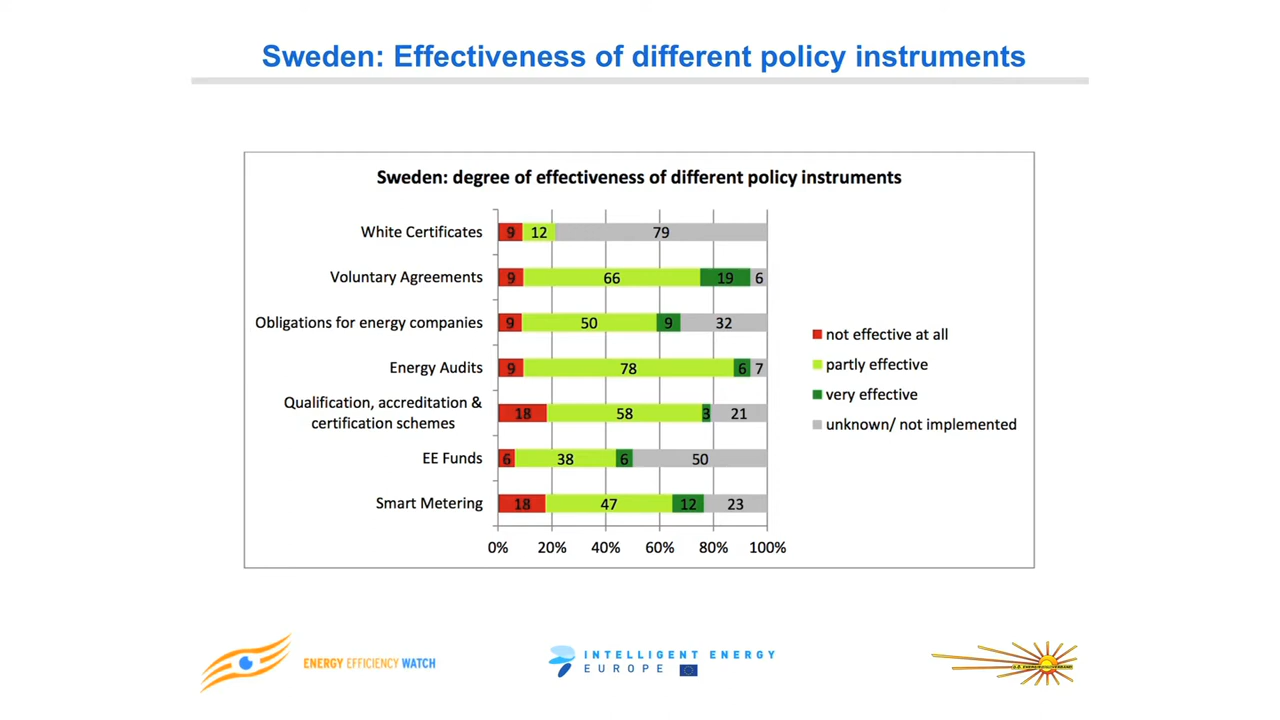 Sweden: Effectiveness of different policy instruments
Sweden: degree of effectiveness of different policy instruments
White Certificates
9 12 79
Voluntary Agreements
9 66 19 6
Obligations for energy companies
9 50 9 32
Energy Audits
9 78 6 7
Qualification, accreditation &
certification schemes
18 58 3 21
EE Funds
6 38 6 50
Smart Metering
18 47 12 23
0% 20% 40% 60% 80% 100%
not effective at all
partly effective
very effective
unknown/ not implemented
ENERGY EFFICIENCY WATCH
INTELLIGENT ENERGY
EUROPE